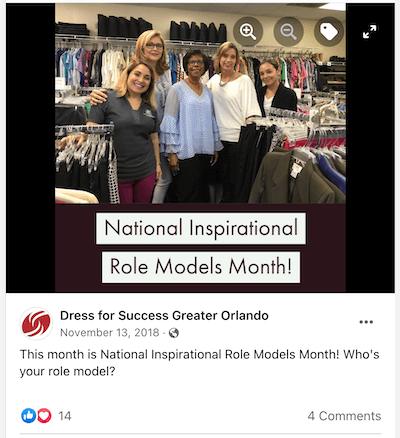 National Inspirational
Role Models Month!
Dress for Success Greater Orlando
November 13, 2018 ·
This month is National Inspirational Role Models Month! Who's
your role model?
14
4 Comments